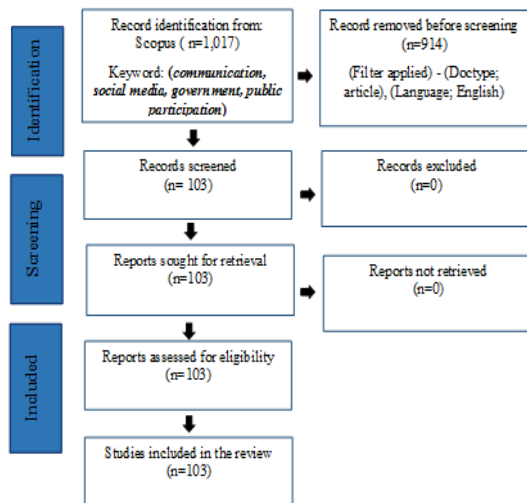 Identification
Record identification from:
Scopus ( n=1,017)
Keyword: (communication,
social media, government, public
participation)
Record removed before screening
(n=914)
(Filter applied) - (Doctype;
article), (Language; English)
Screening
Records screened
(n= 103)
Records excluded
(n=0)
Reports sought for retrieval
(n=103)
Reports not retrieved
(n=0)
Included
Reports assessed for eligibility
(n=103)
Studies included in the review
(n=103)